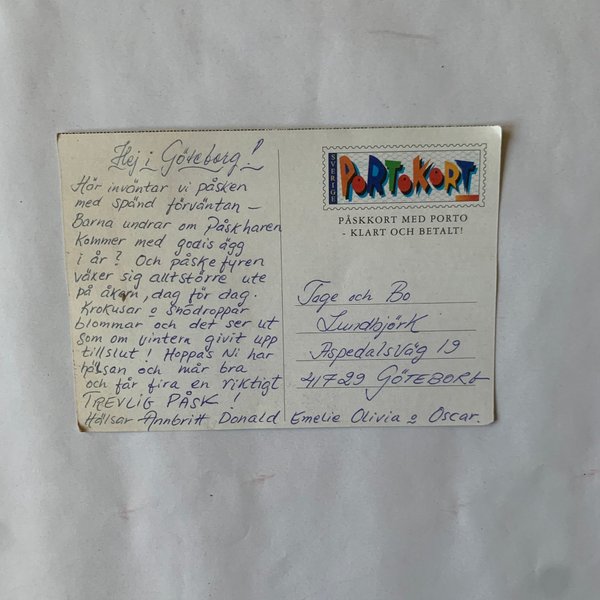 Hej i Göteborg!
Här inväntar vi påsken
med spänd förväntan –
Barna undrar om Påskharen
kommer med godis ägg
i år? Och påske fyren
växer sig allt större ute
på åkern, dag för dag.
Krokusar o snödroppar
blommar och det ser ut
som om vintern givit upp
tillslut! Hoppas Ni har
hälsan och mår bra
och får fira en riktigt
TREVLIG PÅSK!
Hälsar Annbritt Donald Emelie Olivia o Oscar.
SVERIGE
PORTOKORT
PÅSKKORT MED PORTO
- KLART OCH BETALT!
Tage och Bo
Lundbjörk
Aspedalsväg 19
41729 GÖTEBORG